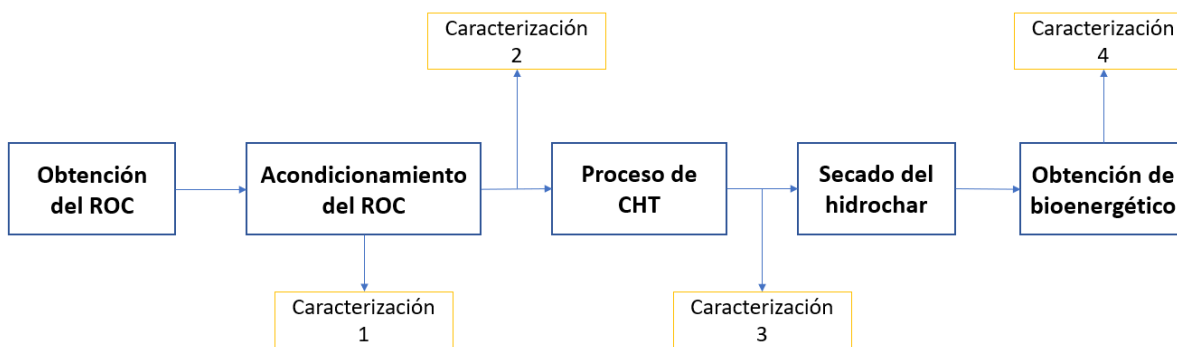 Caracterización
2
Caracterización
4
Obtención
del ROC
Acondicionamiento
del ROC
Proceso de
CHT
Secado del
hidrochar
Obtención de
bioenergético
Caracterización
1
Caracterización
3